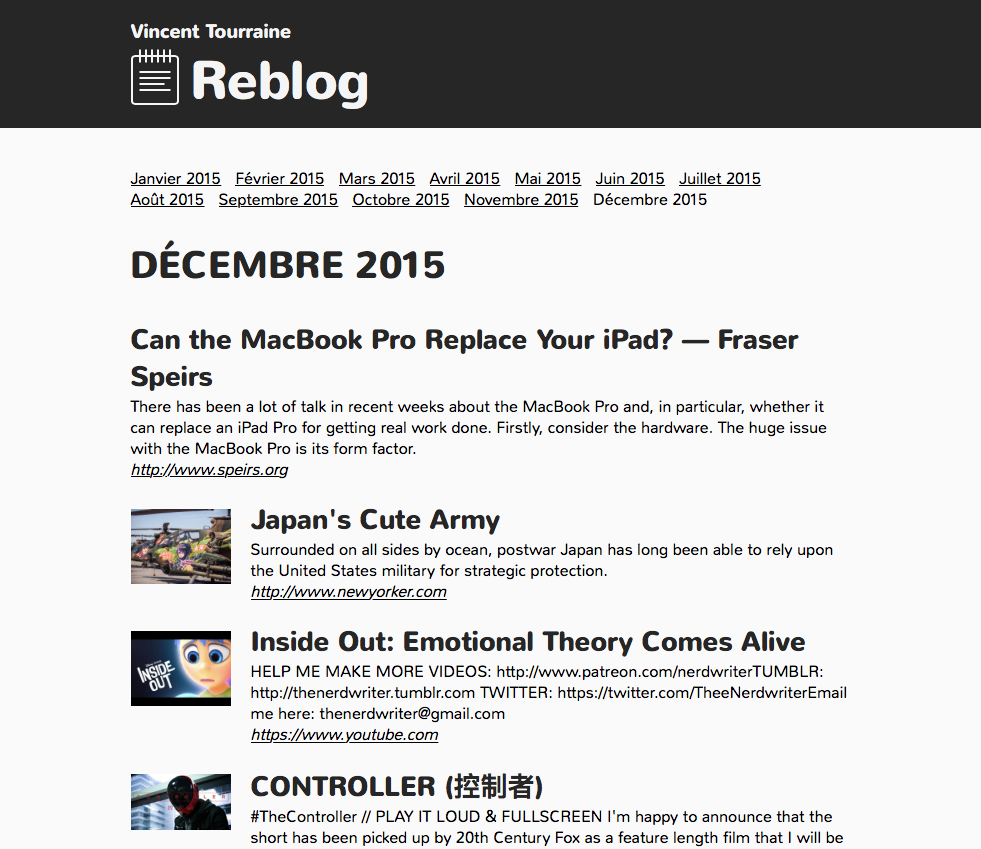 Vincent Tourraine
Reblog
Janvier 2015 Février 2015 Mars 2015 Avril 2015 Mai 2015 Juin 2015 Juillet 2015
Août 2015 Septembre 2015 Octobre 2015 Novembre 2015 Décembre 2015
DÉCEMBRE 2015
Can the MacBook Pro Replace Your iPad? — Fraser
Speirs
There has been a lot of talk in recent weeks about the MacBook Pro and, in particular, whether it
can replace an iPad Pro for getting real work done. Firstly, consider the hardware. The huge issue
with the MacBook Pro is its form factor.
http://www.speirs.org
Japan's Cute Army
Surrounded on all sides by ocean, postwar Japan has long been able to rely upon
the United States military for strategic protection.
http://www.newyorker.com
INSIDE
OUT
Inside Out: Emotional Theory Comes Alive
HELP ME MAKE MORE VIDEOS: http://www.patreon.com/nerdwriterTUMBLR:
http://thenerdwriter.tumblr.com TWITTER: https://twitter.com/TheeNerdwriterEmail
me here: thenerdwriter@gmail.com
https://www.youtube.com
CONTROLLER (控制者)
#TheController // PLAY IT LOUD & FULLSCREEN I'm happy to announce that the
short has been picked up by 20th Century Fox as a feature length film that I will be